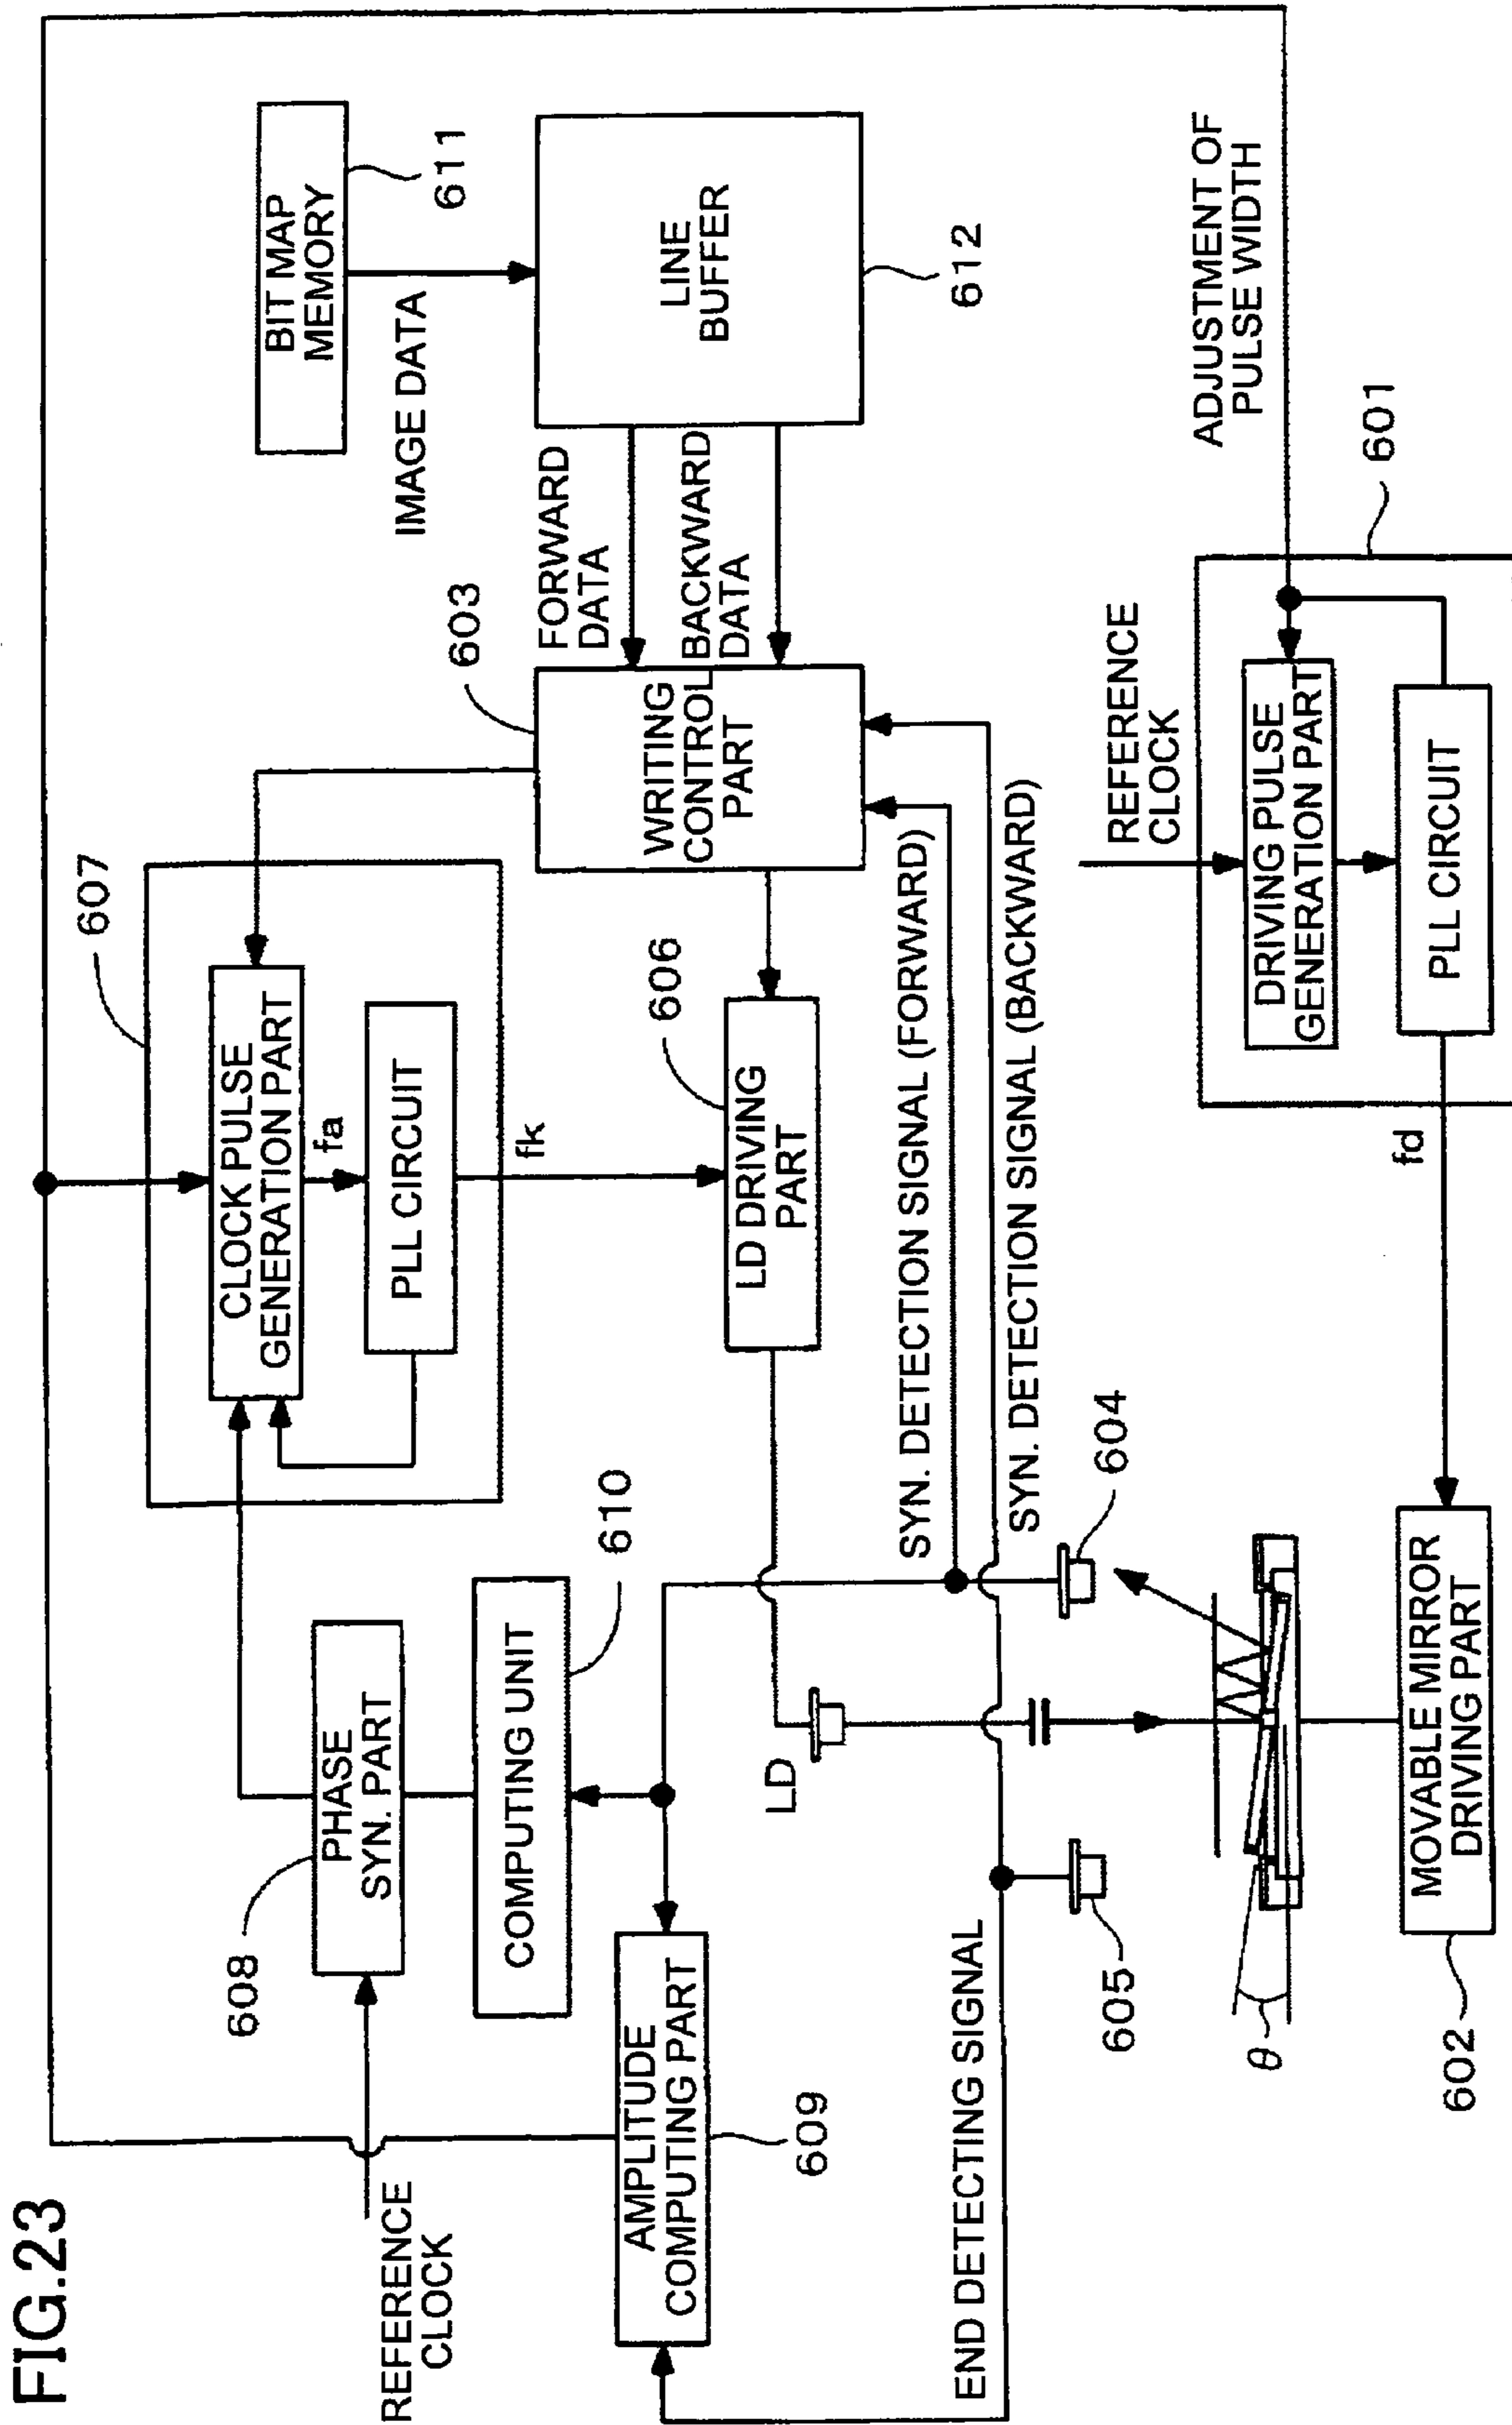 FIG.23
REFERENCE
CLOCK
608
PHASE
SYN. PART
607
CLOCK PULSE
GENERATION PART
fa
PLL CIRCUIT
fk
BIT MAP
MEMORY
611
IMAGE DATA
COMPUTING UNIT
610
603
FORWARD
DATA
BACKWARD
DATA
LINE
BUFFER
612
AMPLITUDE
COMPUTING PART
609
606
LD DRIVING
PART
WRITING
CONTROL
PART
LD
SYN. DETECTION SIGNAL (FORWARD)
SYN. DETECTION SIGNAL (BACKWARD)
END DETECTING SIGNAL
605
604
θ
REFERENCE
CLOCK
ADJUSTMENT OF
PULSE WIDTH
601
DRIVING PULSE
GENERATION PART
PLL CIRCUIT
fd
MOVABLE MIRROR
DRIVING PART
602